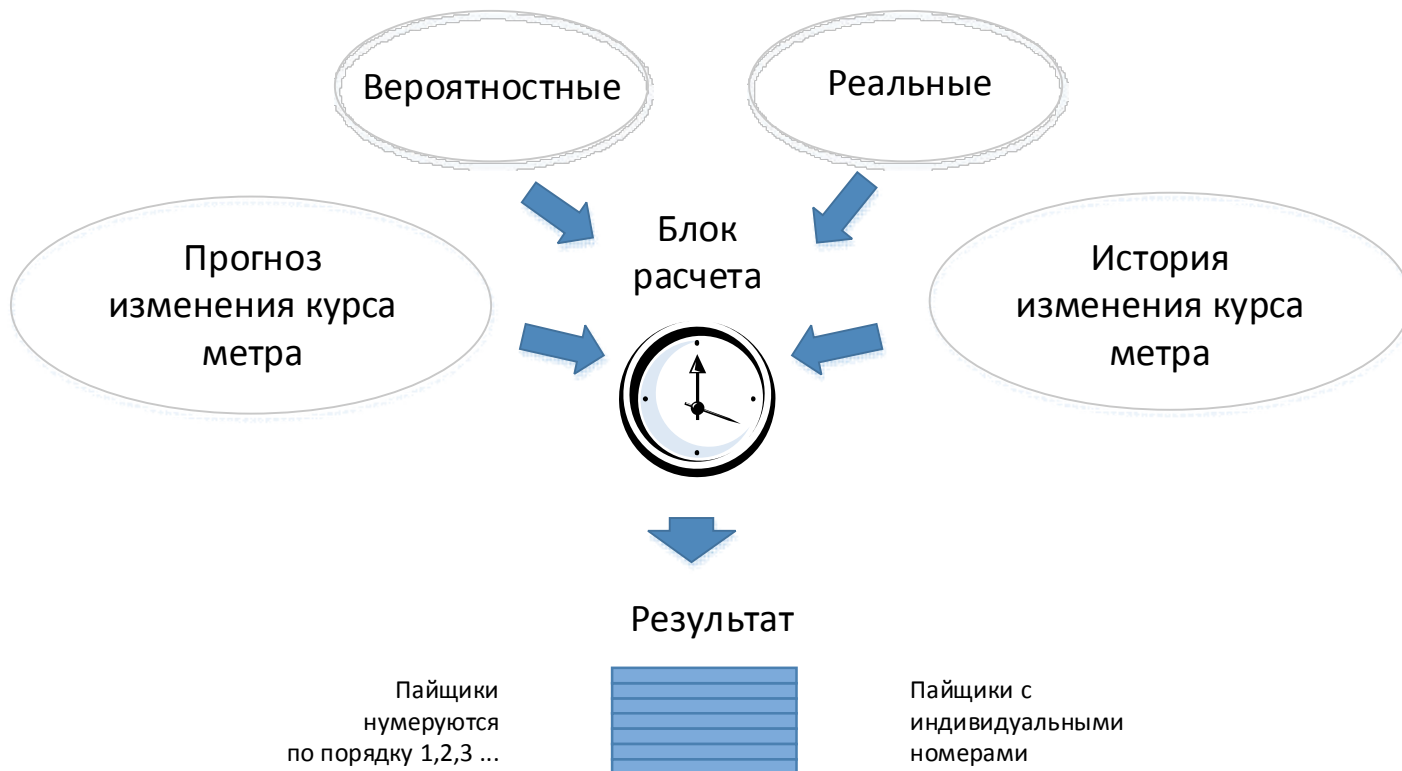 Вероятностные
Реальные
Блок
расчета
Прогноз
изменения курса
метра
История
изменения курса
метра
Результат
Пайщики
нумеруются
по порядку 1,2,3 ...
Пайщики с
индивидуальными
номерами